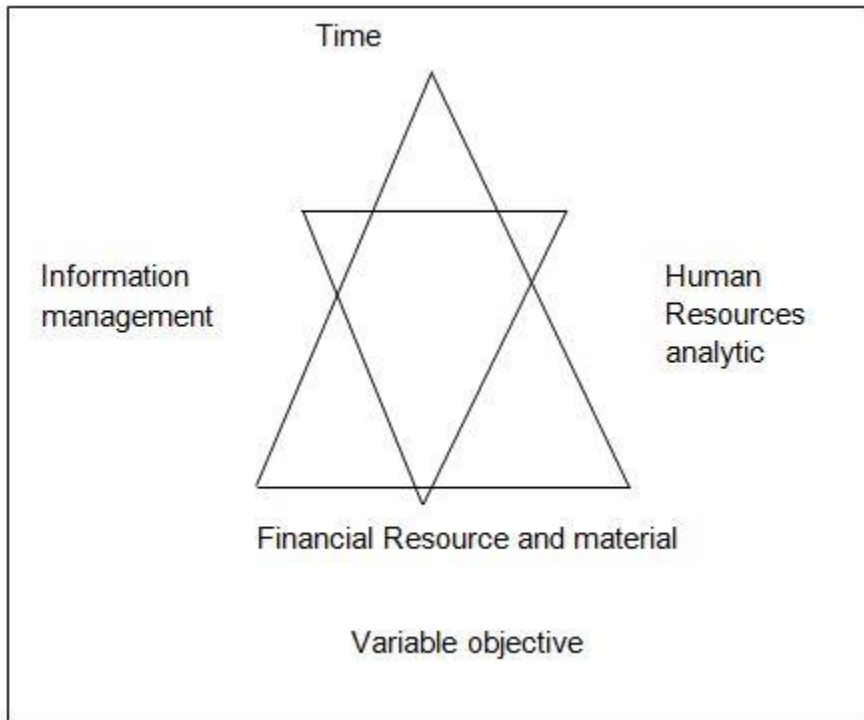 Time
Information
management
Human
Resources
analytic
Financial Resource and material
Variable objective